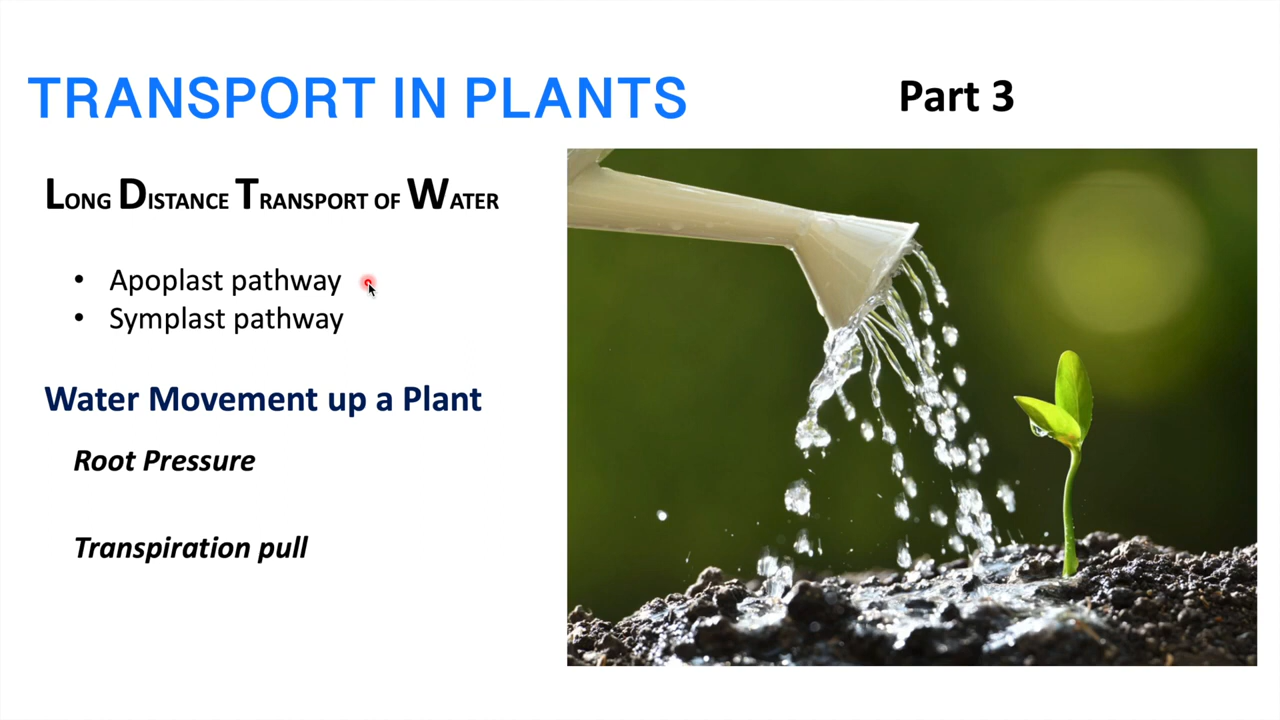 TRANSPORT IN PLANTS
Part 3
LONG DISTANCE TRANSPORT OF WATER
• Apoplast pathway
• Symplast pathway
Water Movement up a Plant
Root Pressure
Transpiration pull